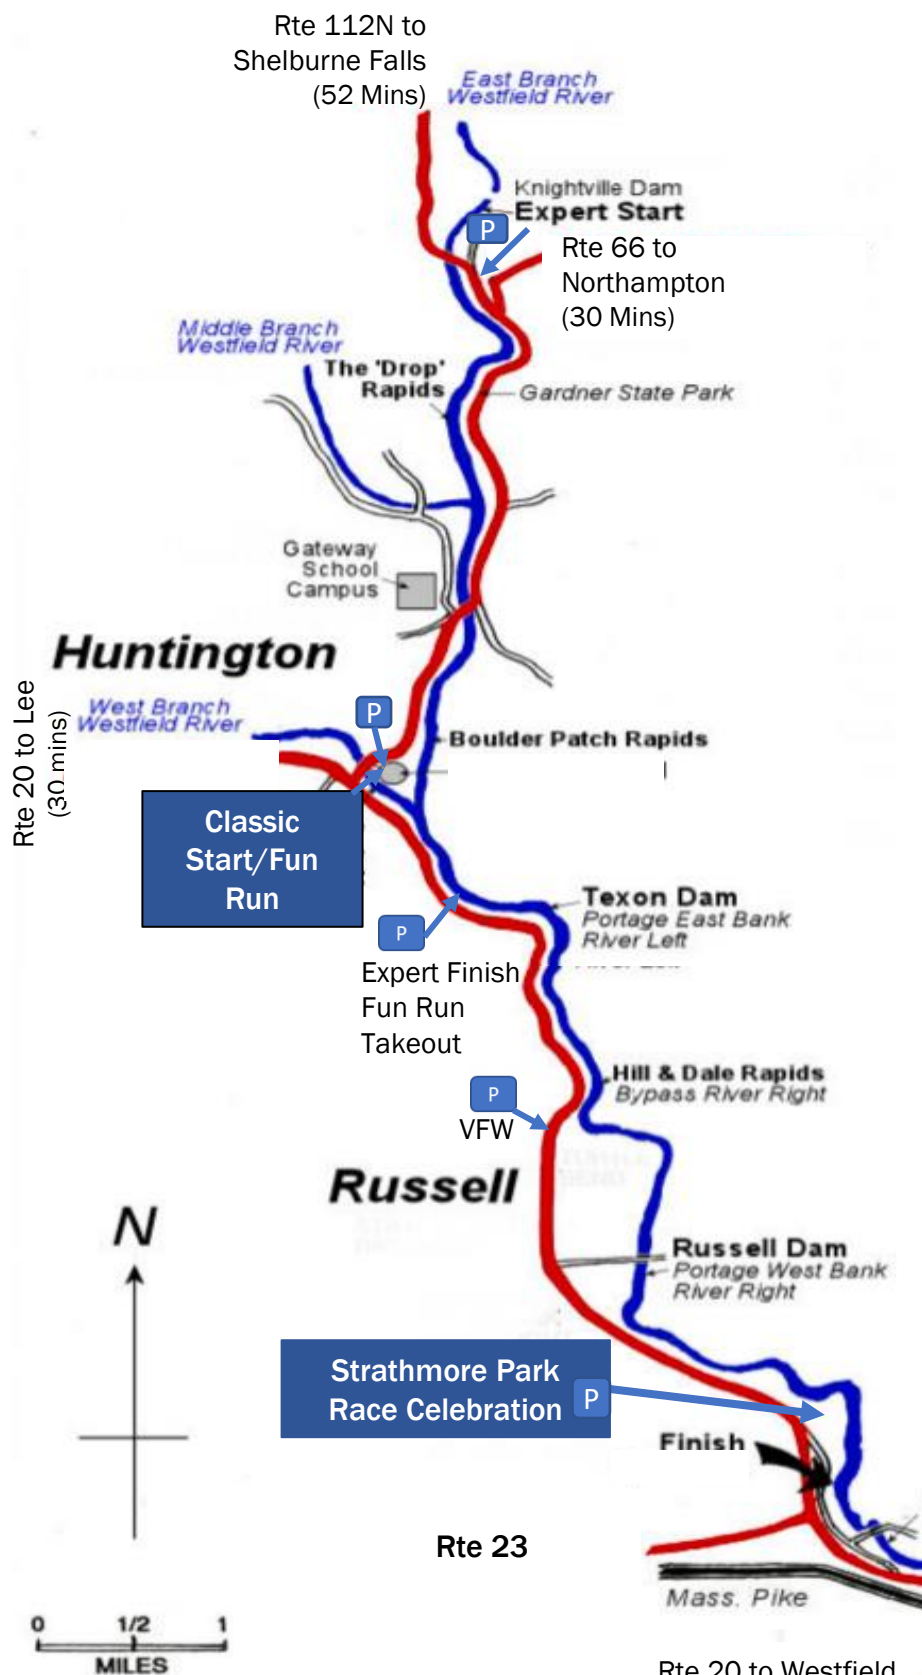 Rte 112N to
Shelburne Falls
(52 Mins)
East Branch
Westfield River
Knightville Dam
Expert Start
P
Rte 66 to
Northampton
(30 Mins)
Middle Branch
Westfield River
The 'Drop'
Rapids
Gardner State Park
Gateway
School
Campus
Huntington
Rte 20 to Lee
(30 mins)
West Branch
Westfield River
P
Boulder Patch Rapids
Classic
Start/Fun
Run
Texon Dam
Portage East Bank
River Left
P
Expert Finish
Fun Run
Takeout
Hill & Dale Rapids
Bypass River Right
P
VFW
Russell
N
Russell Dam
Portage West Bank
River Right
Strathmore Park
Race Celebration
P
Finish
Rte 23
Mass. Pike
0 1/2 1
MILES
Rte 20 to Westfield